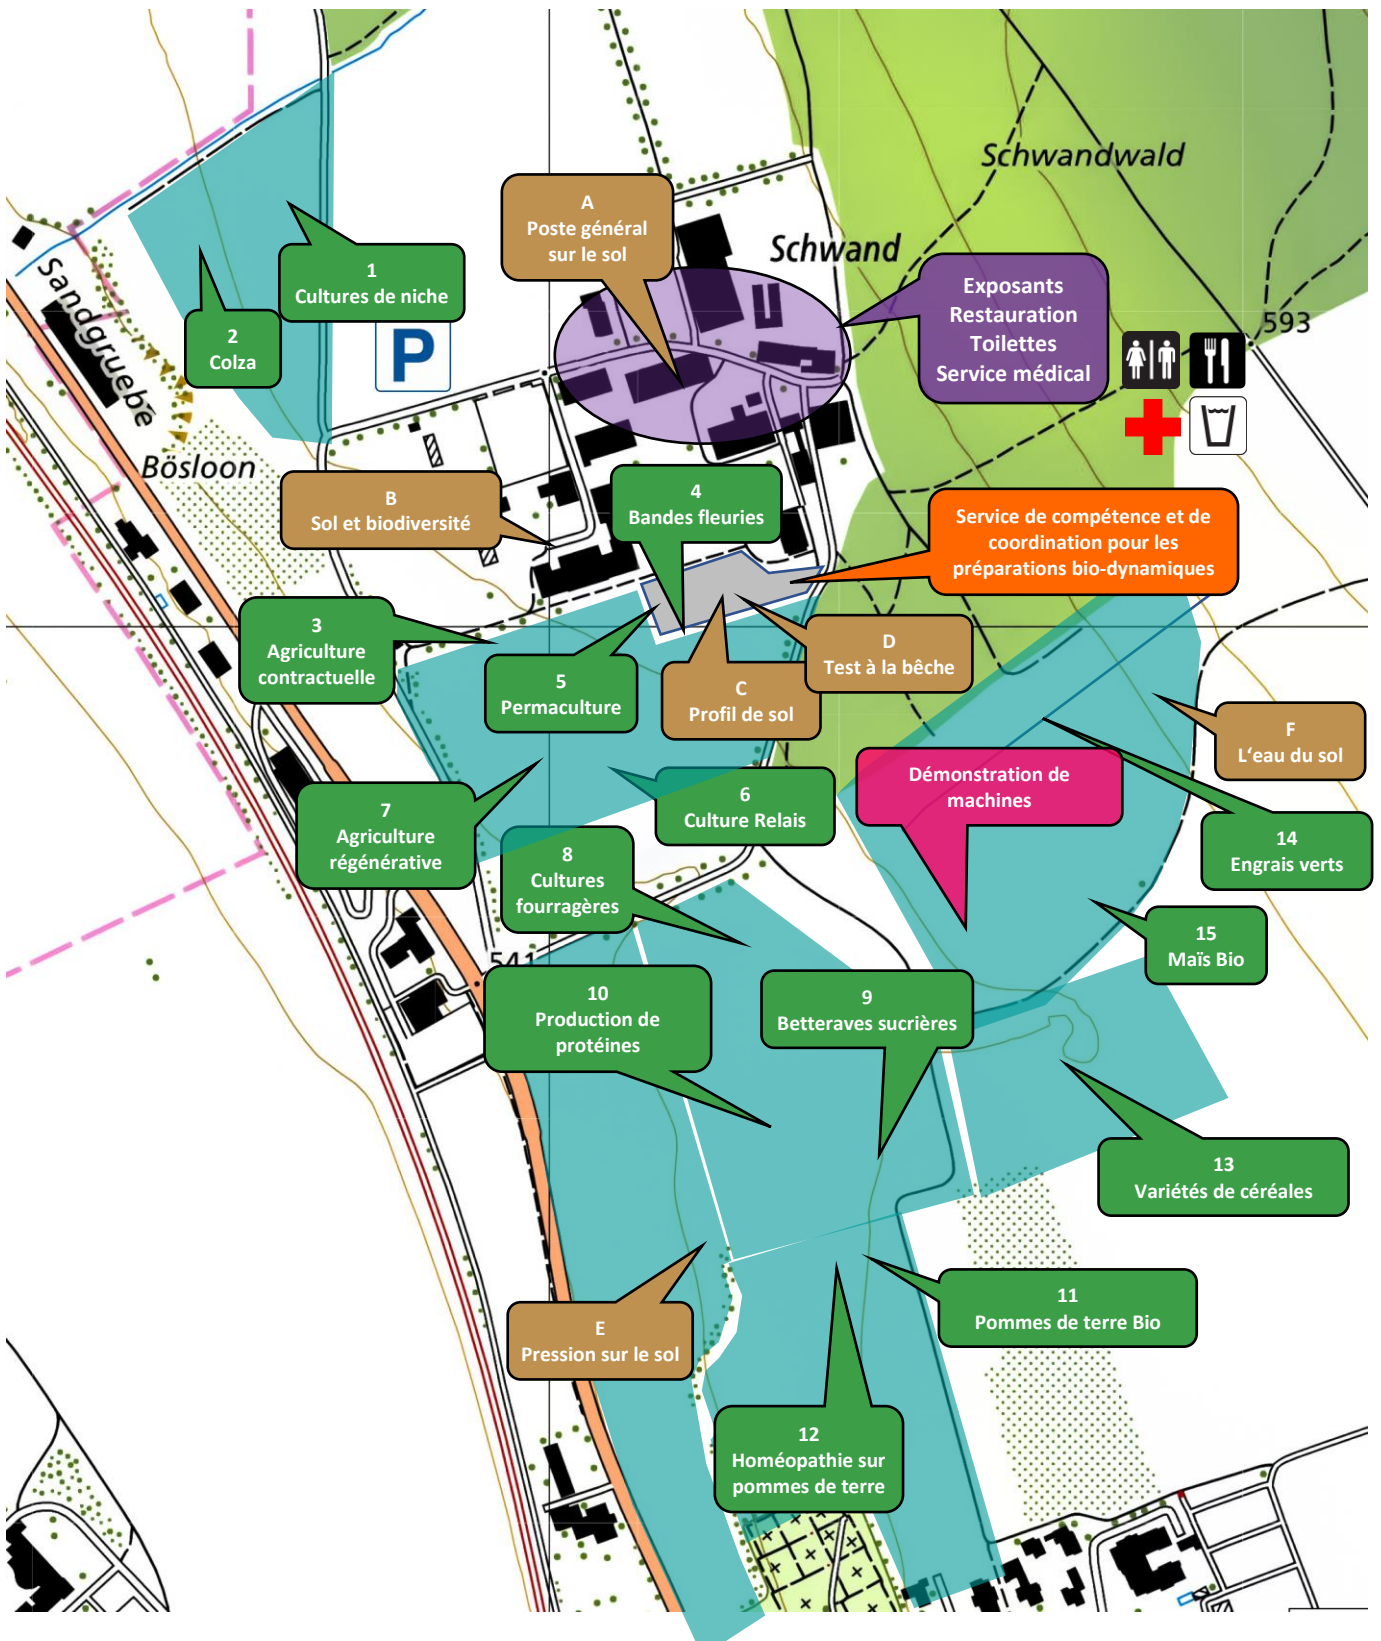 Schwandwald
A
Poste général
sur le sol
Schwand
1
Cultures de niche
Exposants
Restauration
Toilettes
Service médical
593
Sandgruebe
2
Colza
P
Bösloon
B
Sol et biodiversité
4
Bandes fleuries
Service de compétence et de
coordination pour les
préparations bio-dynamiques
3
Agriculture
contractuelle
5
Permaculture
C
Profil de sol
D
Test à la bêche
F
L‘eau du sol
Démonstration de
machines
7
Agriculture
régénérative
6
Culture Relais
14
Engrais verts
8
Cultures
fourragères
15
Maïs Bio
541
10
Production de
protéines
9
Betteraves sucrières
13
Variétés de céréales
E
Pression sur le sol
11
Pommes de terre Bio
12
Homéopathie sur
pommes de terre